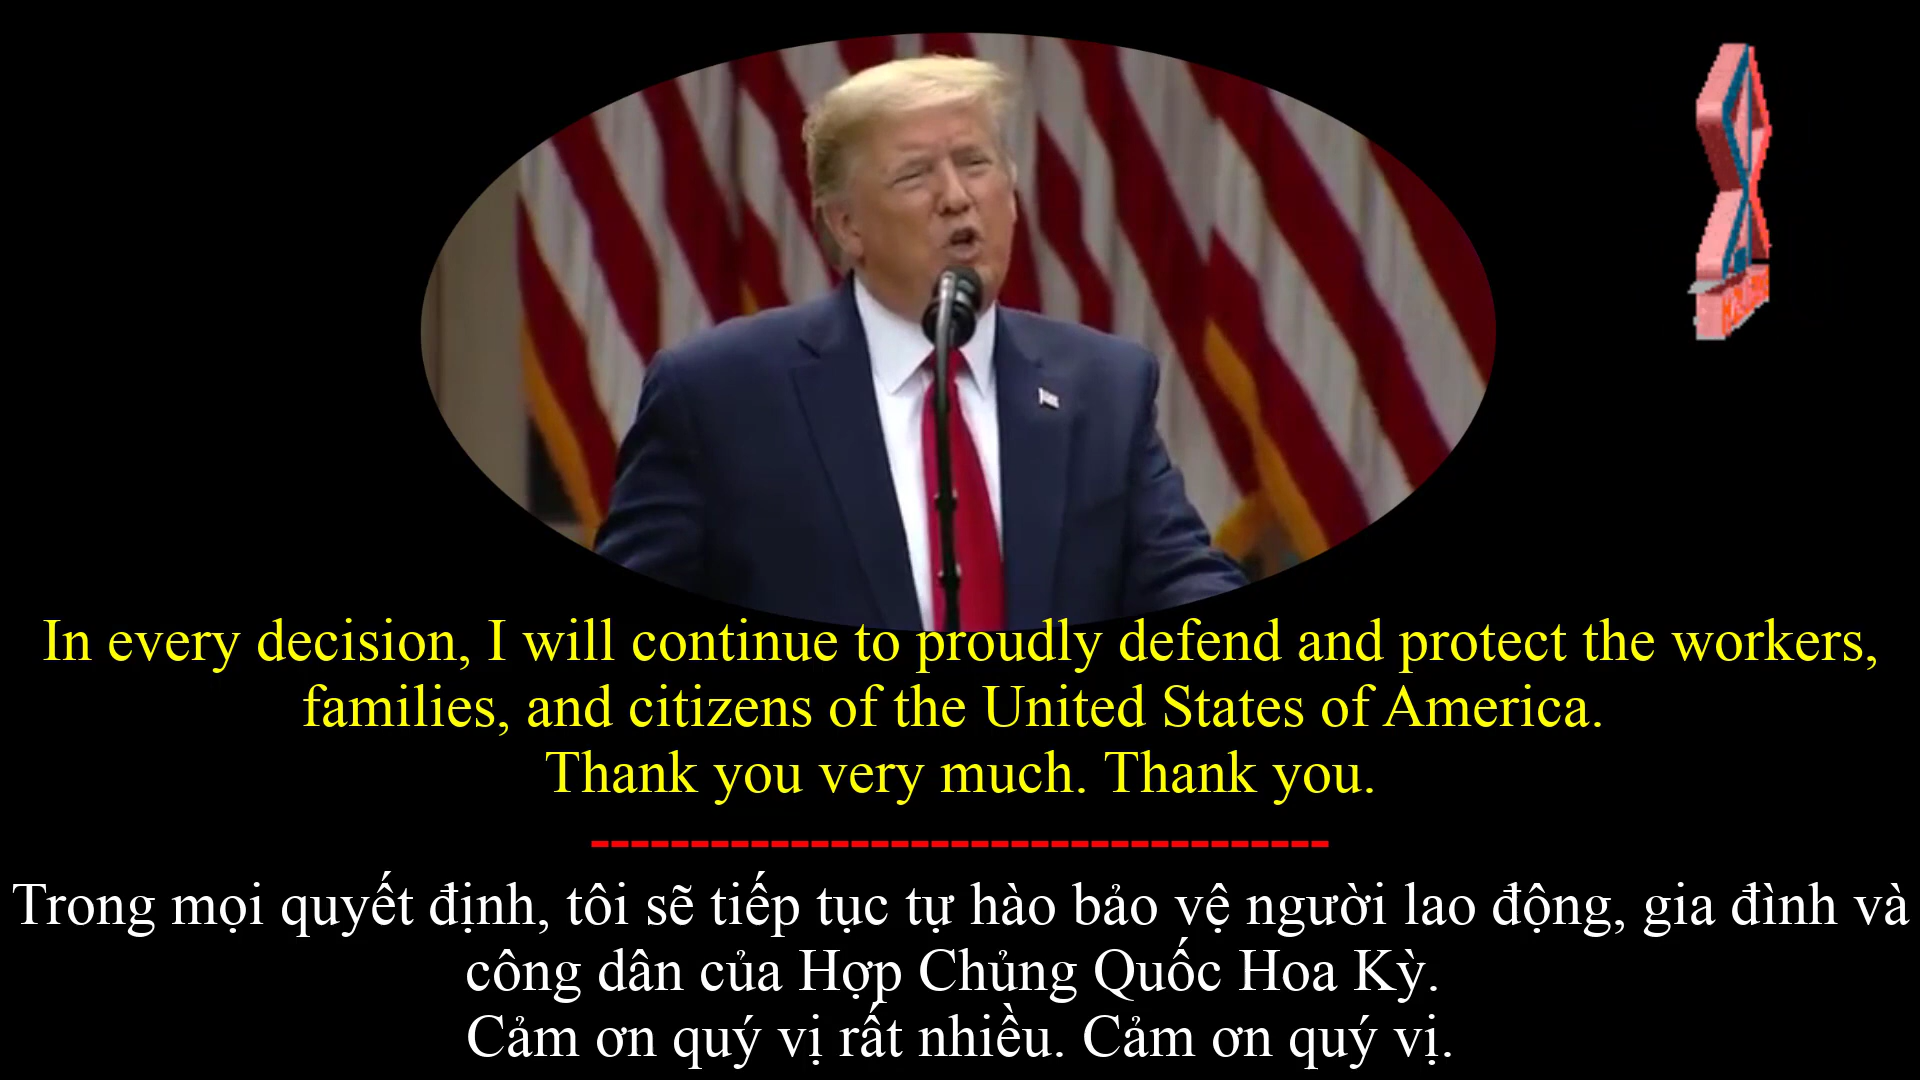 In every decision, I will continue to proudly defend and protect the workers,
families, and citizens of the United States of America.
Thank you very much. Thank you.
-------------------------------------
Trong mọi quyết định, tôi sẽ tiếp tục tự hào bảo vệ người lao động, gia đình và
công dân của Hợp Chủng Quốc Hoa Kỳ.
Cảm ơn quý vị rất nhiều. Cảm ơn quý vị.